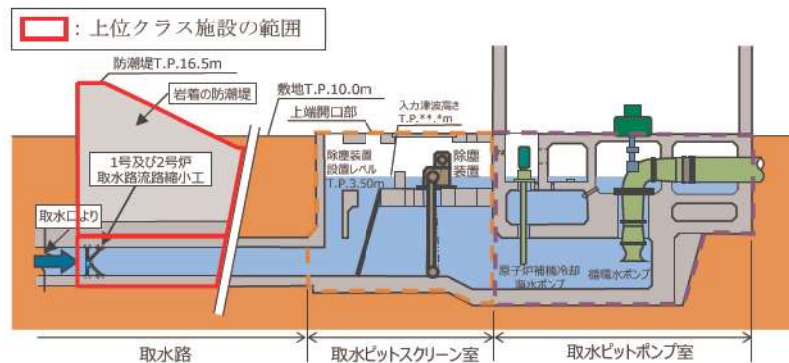 ：上位クラス施設の範囲
防潮堤T.P.16.5m
岩着の防潮堤
敷地T.P.10.0m
上端開口部
入力津波高さ
T.P.**.*m
1号及び2号炉
取水路流路縮小工
除塵装置
設置レベル
T.P.3.50m
除塵
装置
取水口より
原子炉補機冷却
海水ポンプ
循環水ポンプ
取水路
取水ピットスクリーン室
取水ピットポンプ室